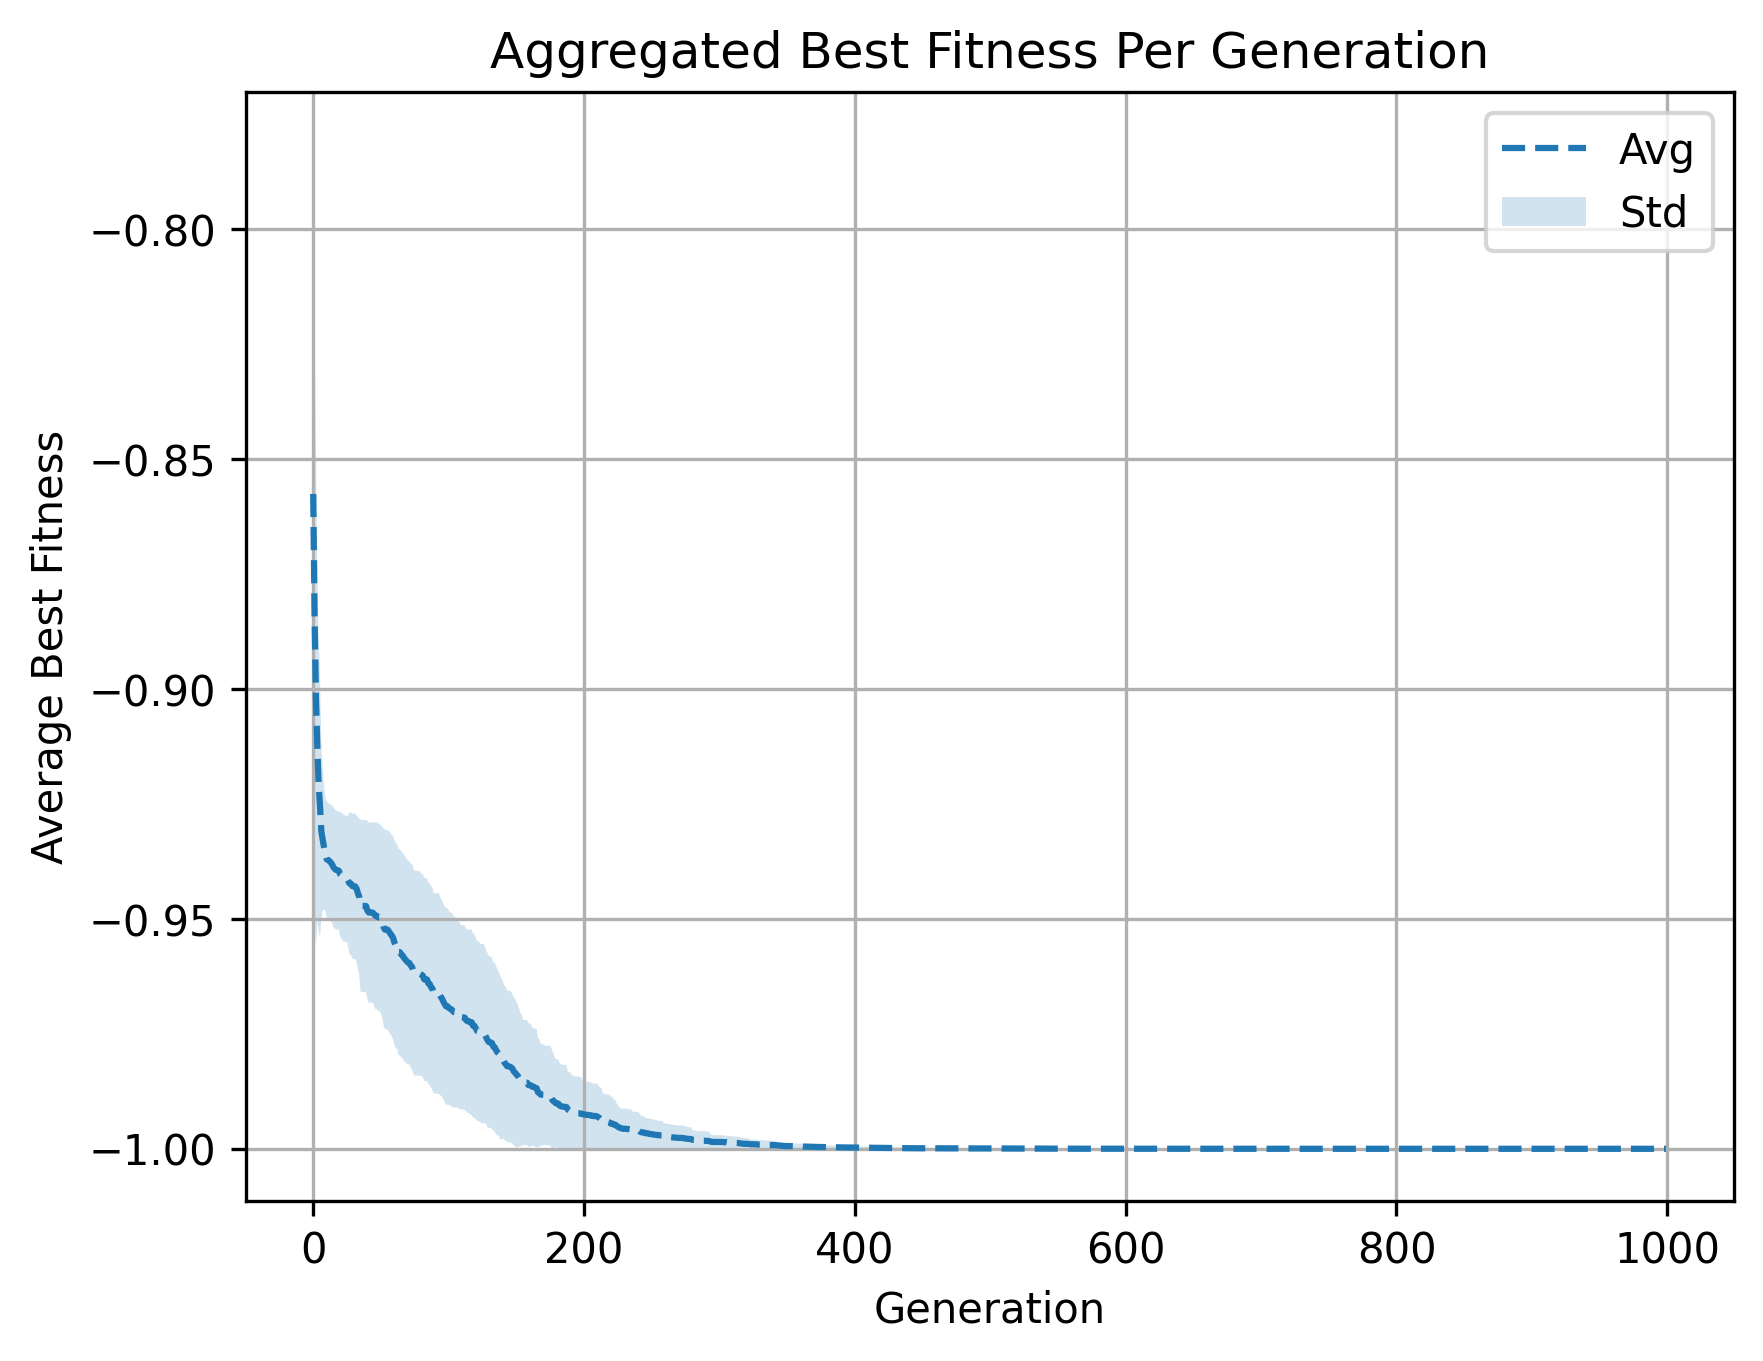 Aggregated Best Fitness Per Generation
Avg
Std
Average Best Fitness
−0.80
−0.85
−0.90
−0.95
−1.00
0 200 400 600 800 1000
Generation